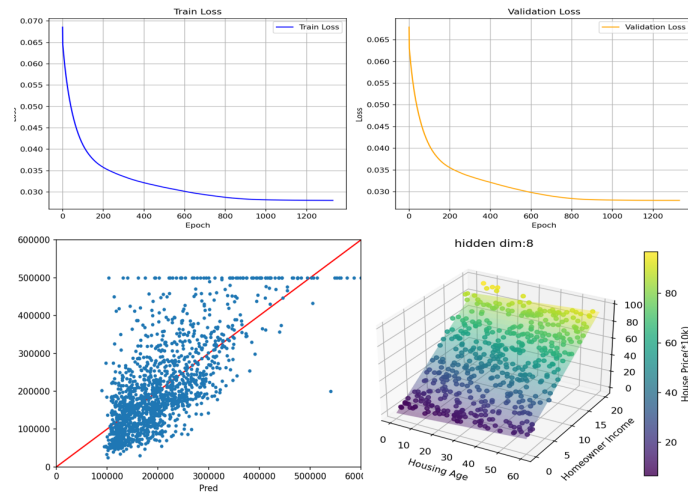 Train Loss
0.070
0.065
0.060
0.055
0.050
0.045
0.040
0.035
0.030
Train Loss
0 200 400 600 800 1000 1200
Epoch
Validation Loss
0.065
0.060
0.055
0.050
0.045
0.040
0.035
0.030
Loss
Validation Loss
0 200 400 600 800 1000 1200
Epoch
600000
500000
400000
300000
200000
100000
0
0 100000 200000 300000 400000 500000 6000
Pred
hidden dim:8
100
80
60
40
20
0
0 10 20 30 40 50 60
Housing Age
0
5
10
15
20
Homeowner Income
80
60
40
20
House Price(*10k)